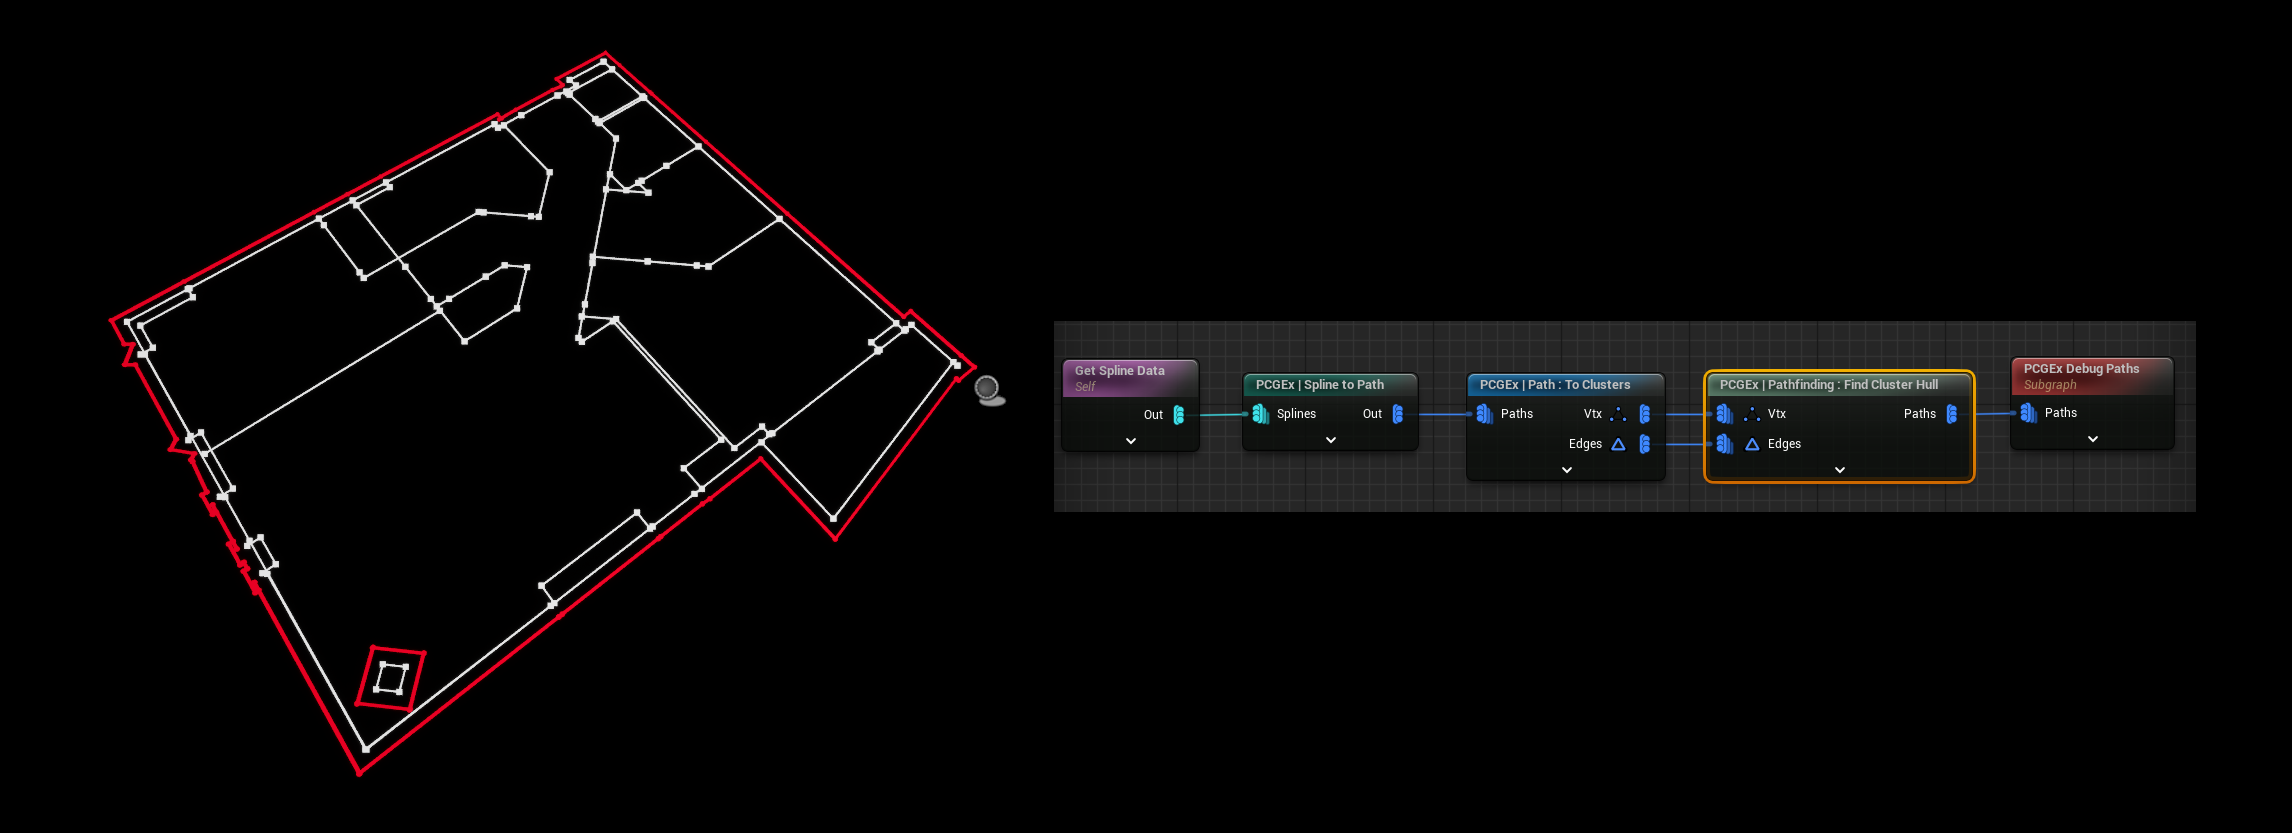 Get Spline Data
Self
Out
PCGEx | Spline to Path
Splines
Out
PCGEx | Path : To Clusters
Paths
Vtx
Edges
PCGEx | Pathfinding : Find Cluster Hull
Vtx
Paths
Edges
PCGEx Debug Paths
Subgraph
Paths